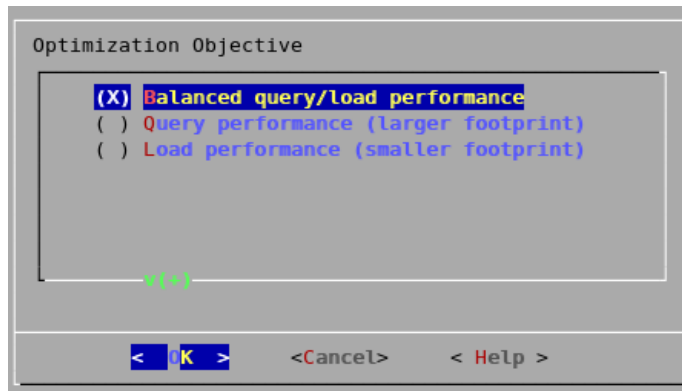 Optimization Objective
(X) Balanced query/load performance
( ) Query performance (larger footprint)
( ) Load performance (smaller footprint)
v(+)
< OK > <Cancel> < Help >